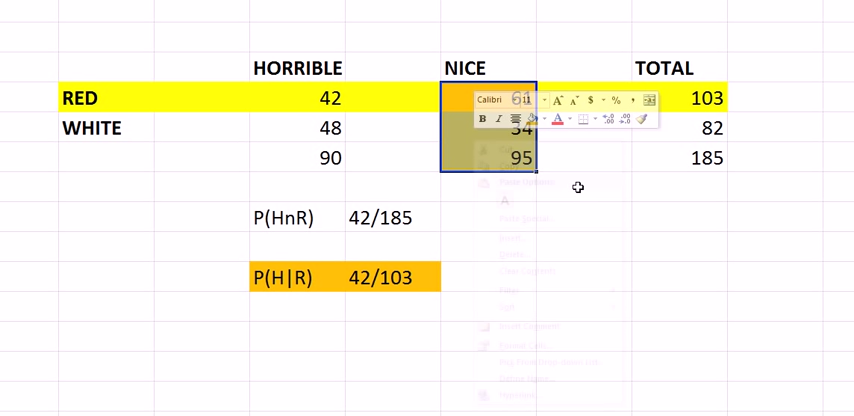 HORRIBLE NICE TOTAL
RED 42 61 103
Calibri 11 A A $ % ,
WHITE 48 34 82
B I A
90 95 185
P(HnR) 42/185
P(H|R) 42/103